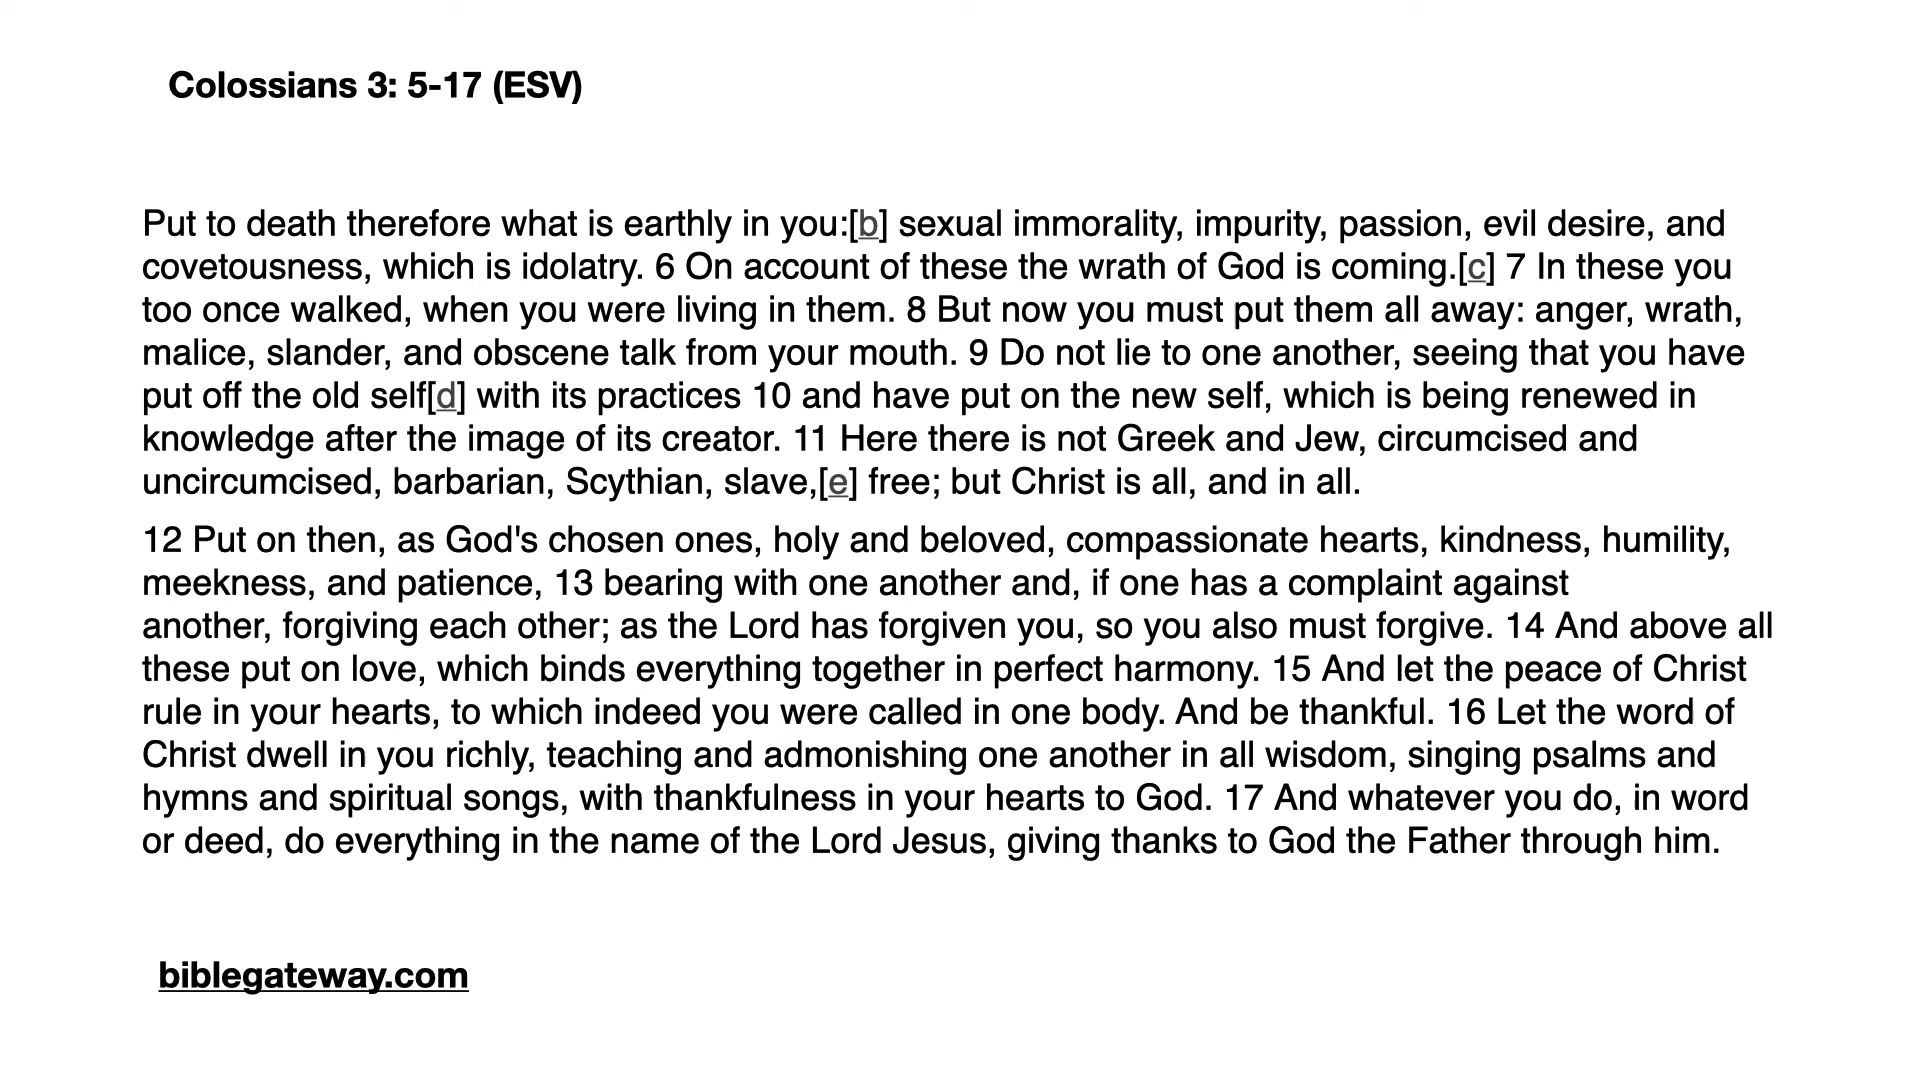 Colossians 3: 5-17 (ESV)
Put to death therefore what is earthly in you:[b] sexual immorality, impurity, passion, evil desire, and
covetousness, which is idolatry. 6 On account of these the wrath of God is coming.[c] 7 In these you
too once walked, when you were living in them. 8 But now you must put them all away: anger, wrath,
malice, slander, and obscene talk from your mouth. 9 Do not lie to one another, seeing that you have
put off the old self[d] with its practices 10 and have put on the new self, which is being renewed in
knowledge after the image of its creator. 11 Here there is not Greek and Jew, circumcised and
uncircumcised, barbarian, Scythian, slave,[e] free; but Christ is all, and in all.
12 Put on then, as God's chosen ones, holy and beloved, compassionate hearts, kindness, humility,
meekness, and patience, 13 bearing with one another and, if one has a complaint against
another, forgiving each other; as the Lord has forgiven you, so you also must forgive. 14 And above all
these put on love, which binds everything together in perfect harmony. 15 And let the peace of Christ
rule in your hearts, to which indeed you were called in one body. And be thankful. 16 Let the word of
Christ dwell in you richly, teaching and admonishing one another in all wisdom, singing psalms and
hymns and spiritual songs, with thankfulness in your hearts to God. 17 And whatever you do, in word
or deed, do everything in the name of the Lord Jesus, giving thanks to God the Father through him.
biblegateway.com